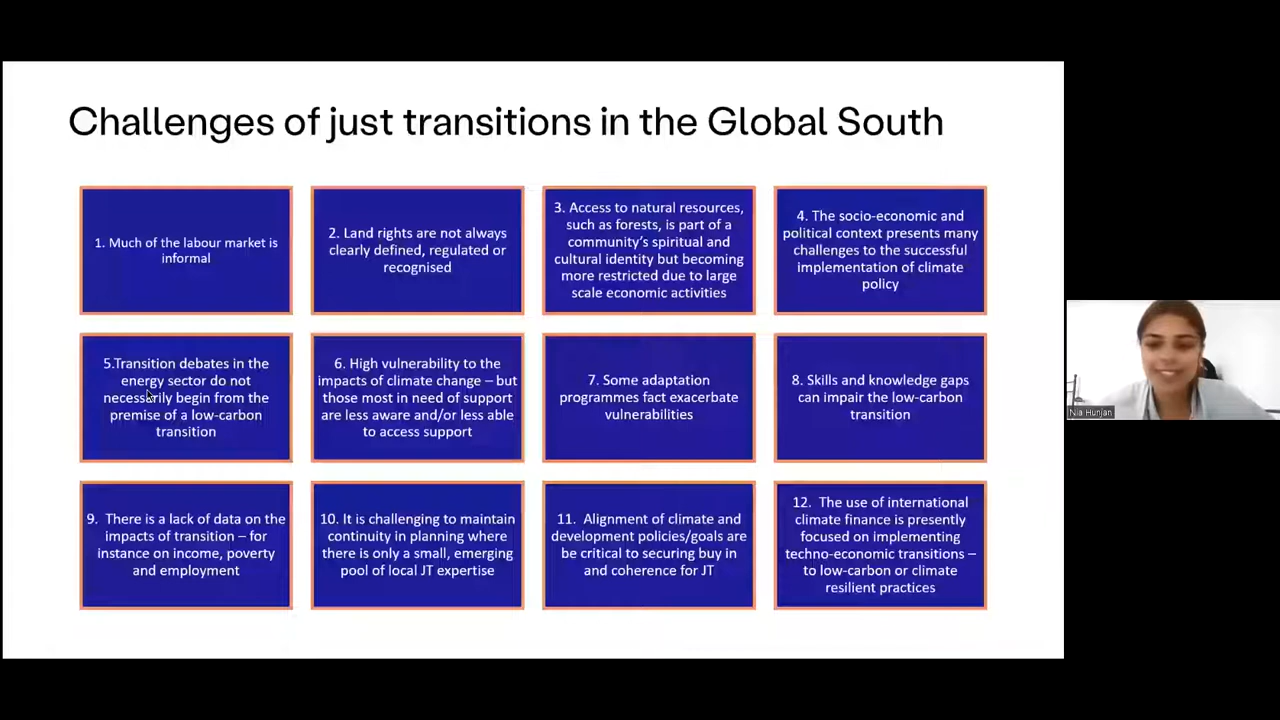 Challenges of just transitions in the Global South
1. Much of the labour market is
informal
2. Land rights are not always
clearly defined, regulated or
recognised
3. Access to natural resources,
such as forests, is part of a
community's spiritual and
cultural identity but becoming
more restricted due to large
scale economic activities
4. The socio-economic and
political context presents many
challenges to the successful
implementation of climate
policy
5.Transition debates in the
energy sector do not
necessarily begin from the
premise of a low-carbon
transition
6. High vulnerability to the
impacts of climate change – but
those most in need of support
are less aware and/or less able
to access support
7. Some adaptation
programmes fact exacerbate
vulnerabilities
8. Skills and knowledge gaps
can impair the low-carbon
transition
9. There is a lack of data on the
impacts of transition – for
instance on income, poverty
and employment
10. It is challenging to maintain
continuity in planning where
there is only a small, emerging
pool of local JT expertise
11. Alignment of climate and
development policies/goals are
be critical to securing buy in
and coherence for JT
12. The use of international
climate finance is presently
focused on implementing
techno-economic transitions –
to low-carbon or climate
resilient practices
Nia Hunjan